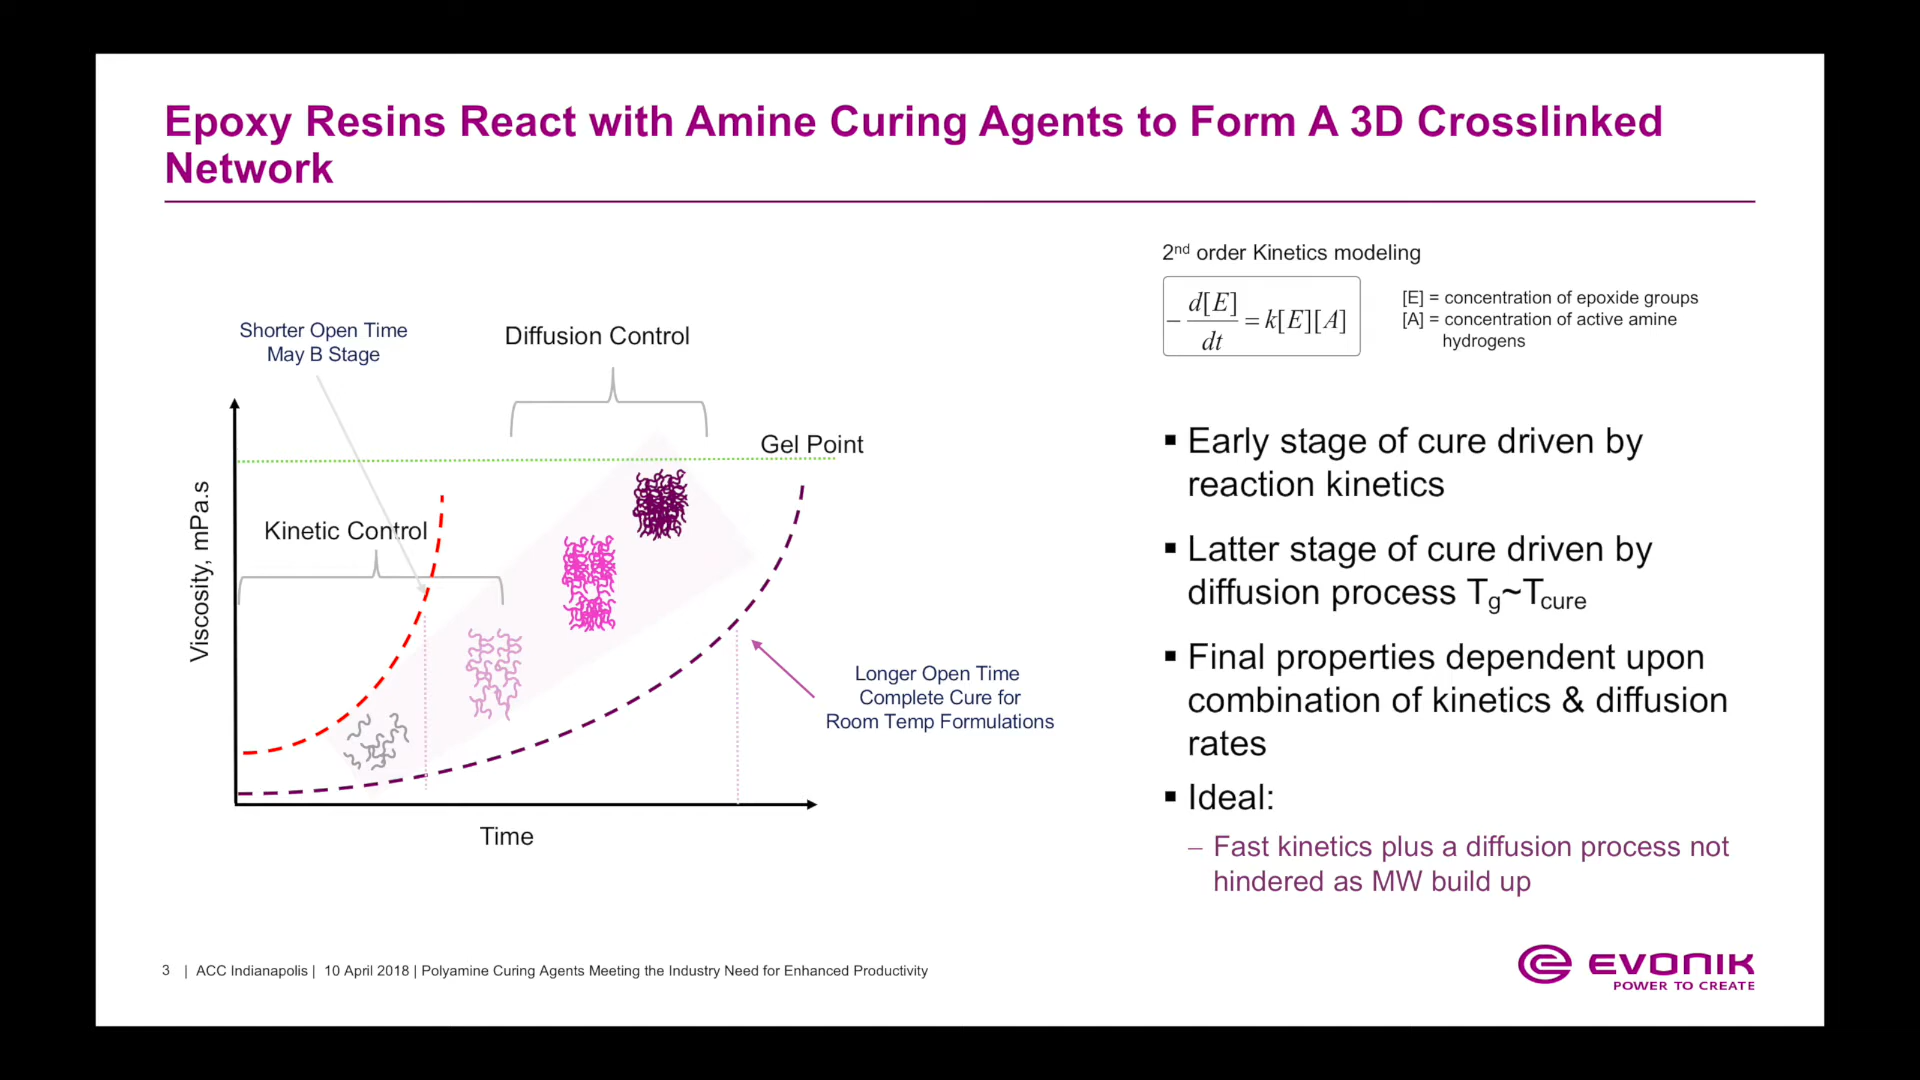 Epoxy Resins React with Amine Curing Agents to Form A 3D Crosslinked
Network
2nd order Kinetics modeling
− d[E]/dt = k[E][A]
[E] = concentration of epoxide groups
[A] = concentration of active amine
hydrogens
Shorter Open Time
May B Stage
Diffusion Control
Gel Point
Kinetic Control
Viscosity, mPa.s
Longer Open Time
Complete Cure for
Room Temp Formulations
Time
▪ Early stage of cure driven by
reaction kinetics
▪ Latter stage of cure driven by
diffusion process Tg~Tcure
▪ Final properties dependent upon
combination of kinetics & diffusion
rates
▪ Ideal:
– Fast kinetics plus a diffusion process not
hindered as MW build up
3 | ACC Indianapolis | 10 April 2018 | Polyamine Curing Agents Meeting the Industry Need for Enhanced Productivity
EVONIK
POWER TO CREATE